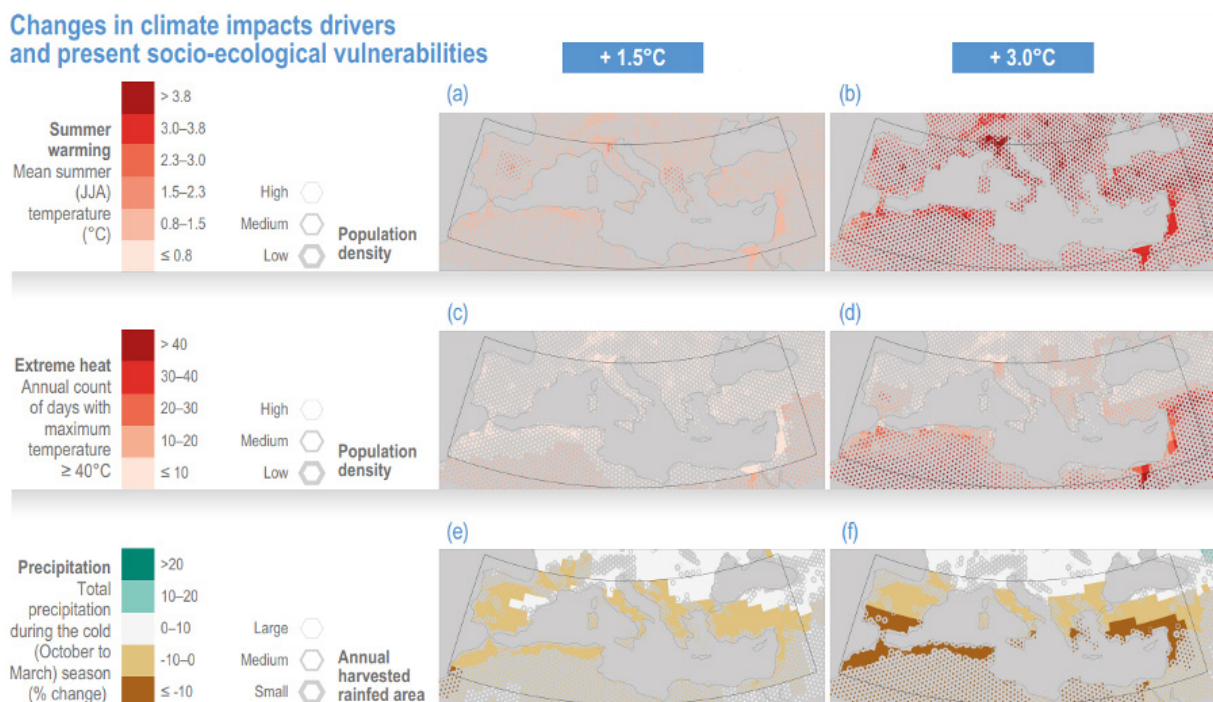 Changes in climate impacts drivers
and present socio-ecological vulnerabilities
+ 1.5°C
+ 3.0°C
(a)
(b)
Summer
warming
Mean summer
(JJA)
temperature
(°C)
> 3.8
3.0–3.8
2.3–3.0
1.5–2.3
0.8–1.5
≤ 0.8
High
Medium
Low
Population
density
(c)
(d)
Extreme heat
Annual count
of days with
maximum
temperature
≥ 40°C
> 40
30–40
20–30
10–20
≤ 10
High
Medium
Low
Population
density
(e)
(f)
Precipitation
Total
precipitation
during the cold
(October to
March) season
(% change)
>20
10–20
0–10
-10–0
≤ -10
Large
Medium
Small
Annual
harvested
rainfed area